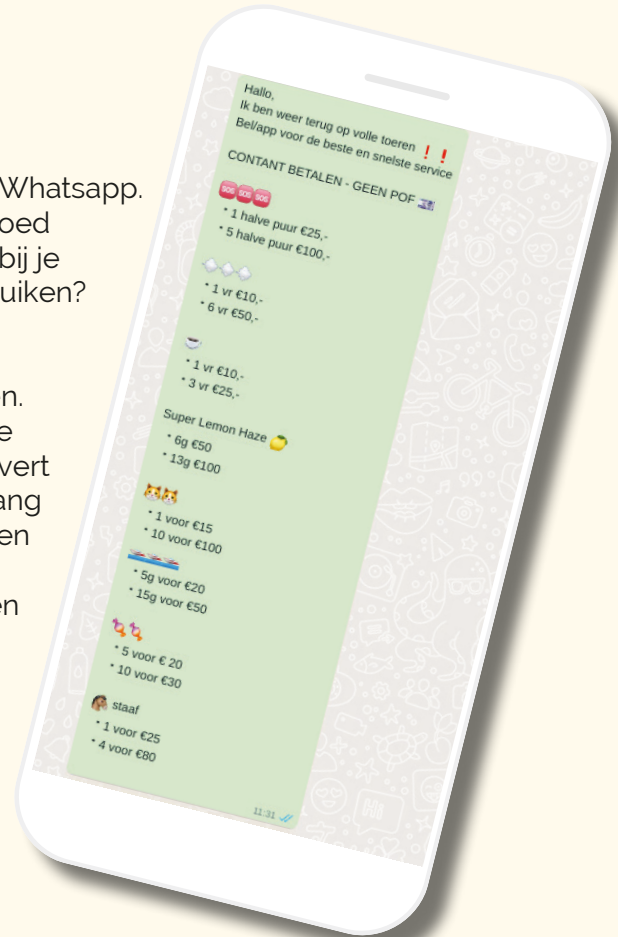 Whatsapp.
oed
bij je
uiken?
en.
e
vert
ang
en
en
Hallo,
Ik ben weer terug op volle toeren ❗❗
Bel/app voor de beste en snelste service
CONTANT BETALEN - GEEN POF 💶
🆘🆘🆘
* 1 halve puur €25,-
* 5 halve puur €100,-
* 1 vr €10,-
* 6 vr €50,-
☕
* 1 vr €10,-
* 3 vr €25,-
Super Lemon Haze 🍋
* 6g €50
* 13g €100
🐹🐹
* 1 voor €15
* 10 voor €100
🚤🚤🚤
* 5g voor €20
* 15g voor €50
🍬🍬
* 5 voor € 20
* 10 voor €30
🐴 staaf
* 1 voor €25
* 4 voor €80
11:31